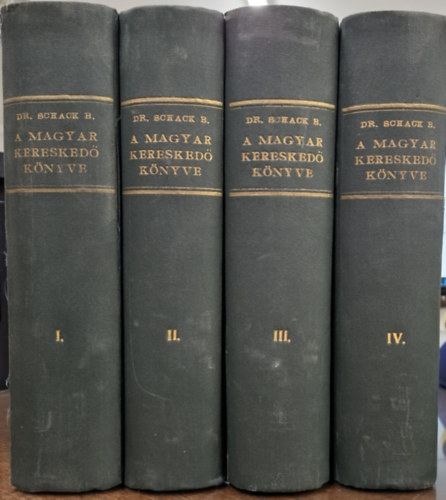 DR. SCHACK B.
A MAGYAR
KERESKEDŐ
KÖNYVE
I.
DR. SCHACK B.
A MAGYAR
KERESKEDŐ
KÖNYVE
II.
DR. SCHACK B.
A MAGYAR
KERESKEDŐ
KÖNYVE
III.
DR. SCHACK B.
A MAGYAR
KERESKEDŐ
KÖNYVE
IV.